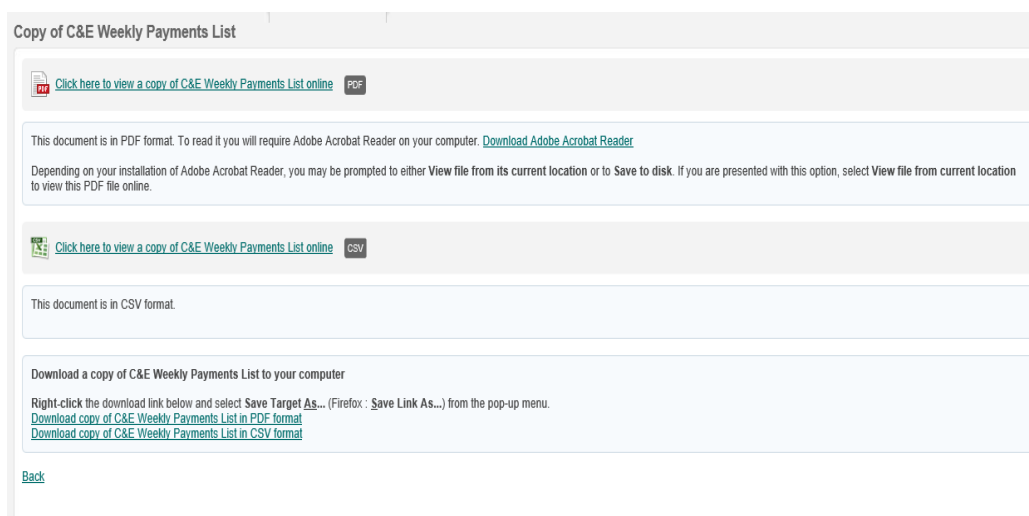 Copy of C&E Weekly Payments List
PDF
Click here to view a copy of C&E Weekly Payments List online PDF
This document is in PDF format. To read it you will require Adobe Acrobat Reader on your computer. Download Adobe Acrobat Reader
Depending on your installation of Adobe Acrobat Reader, you may be prompted to either View file from its current location or to Save to disk. If you are presented with this option, select View file from current location
to view this PDF file online.
CSV
Click here to view a copy of C&E Weekly Payments List online CSV
This document is in CSV format.
Download a copy of C&E Weekly Payments List to your computer
Right-click the download link below and select Save Target As... (Firefox : Save Link As...) from the pop-up menu.
Download copy of C&E Weekly Payments List in PDF format
Download copy of C&E Weekly Payments List in CSV format
Back